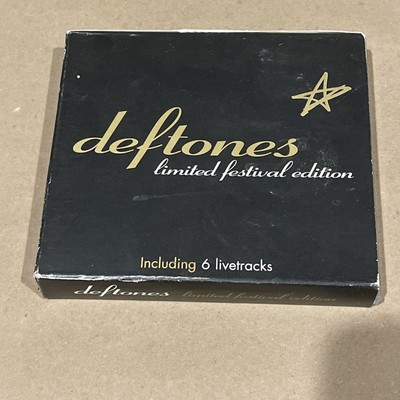 deftones
limited festival edition
Including 6 livetracks
deftones limited festival edition